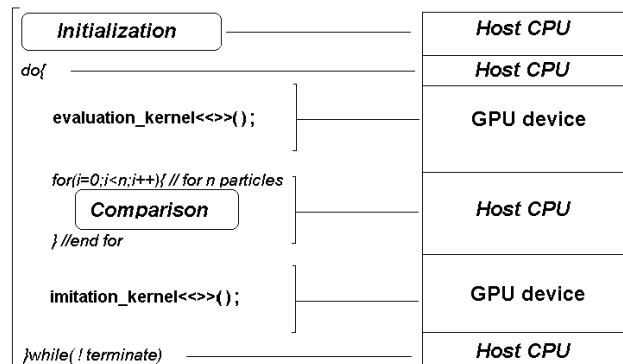 Initialization
Host CPU
do{
Host CPU
evaluation_kernel<<>>();
GPU device
for(i=0;i<n;i++){ // for n particles
Comparison
Host CPU
} //end for
imitation_kernel<<>>();
GPU device
}while( ! terminate)
Host CPU